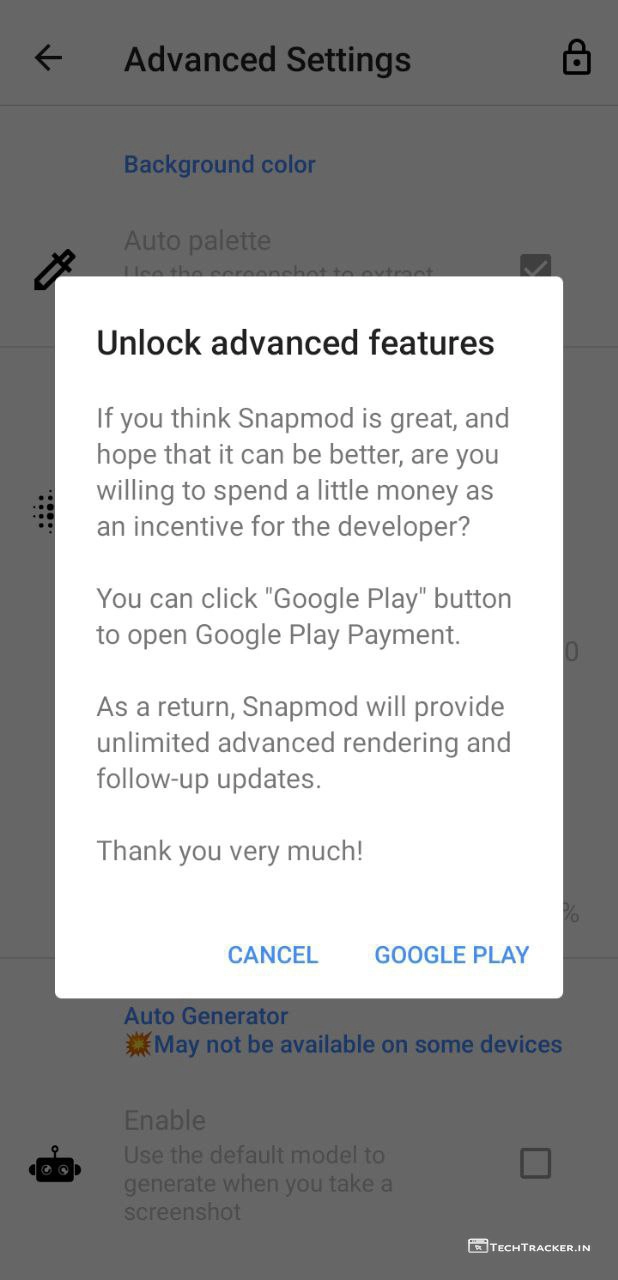 Advanced Settings
Background color
Auto palette
Use the screenshot to extract
Unlock advanced features
If you think Snapmod is great, and
hope that it can be better, are you
willing to spend a little money as
an incentive for the developer?
You can click "Google Play" button
to open Google Play Payment.
0
As a return, Snapmod will provide
unlimited advanced rendering and
follow-up updates.
Thank you very much!
%
CANCEL GOOGLE PLAY
Auto Generator
💥May not be available on some devices
Enable
Use the default model to
generate when you take a
screenshot
TECHTRACKER.IN